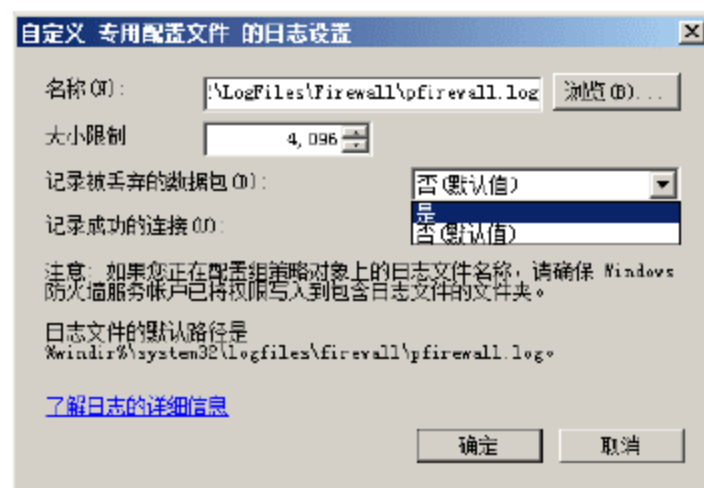 自定义 专用配置文件 的日志设置
名称(N): :\LogFiles\Firewall\pfirewall.log 浏览(B)...
大小限制 4,096
记录被丢弃的数据包(D): 否(默认值)
是
记录成功的连接(U): 否(默认值)
注意: 如果您正在配置组策略对象上的日志文件名称，请确保 Windows
防火墙服务帐户已将权限写入到包含日志文件的文件夹。
日志文件的默认路径是
%windir%\system32\logfiles\firewall\pfirewall.log。
了解日志的详细信息
确定 取消